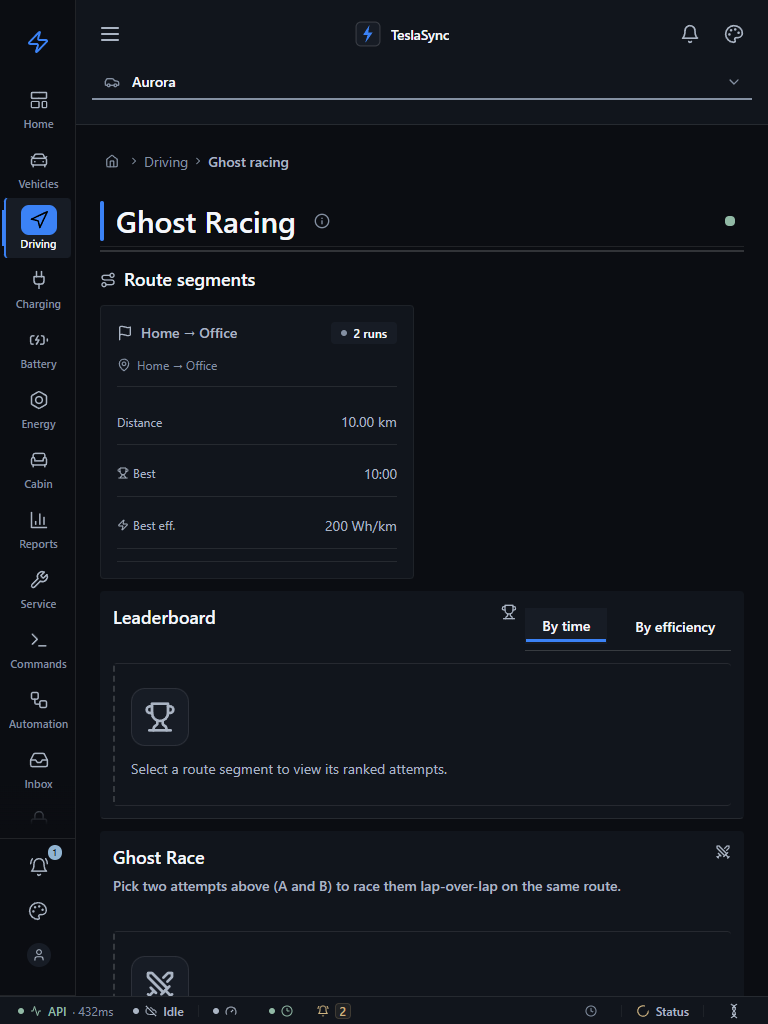 TeslaSync
Aurora
Home
Vehicles
Driving
Charging
Battery
Energy
Cabin
Reports
Service
Commands
Automation
Inbox
1
Driving
Ghost racing
Ghost Racing
Route segments
Home → Office
2 runs
Home → Office
Distance
10.00 km
Best
10:00
Best eff.
200 Wh/km
Leaderboard
By time
By efficiency
Select a route segment to view its ranked attempts.
Ghost Race
Pick two attempts above (A and B) to race them lap-over-lap on the same route.
API · 432ms
Idle
2
Status